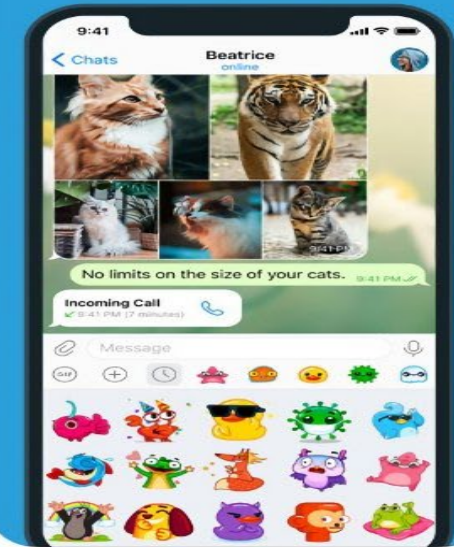 9:41
Chats
Beatrice
online
9:41 PM
No limits on the size of your cats.
9:41 PM
Incoming Call
9:41 PM (7 minutes)
Message
GIF